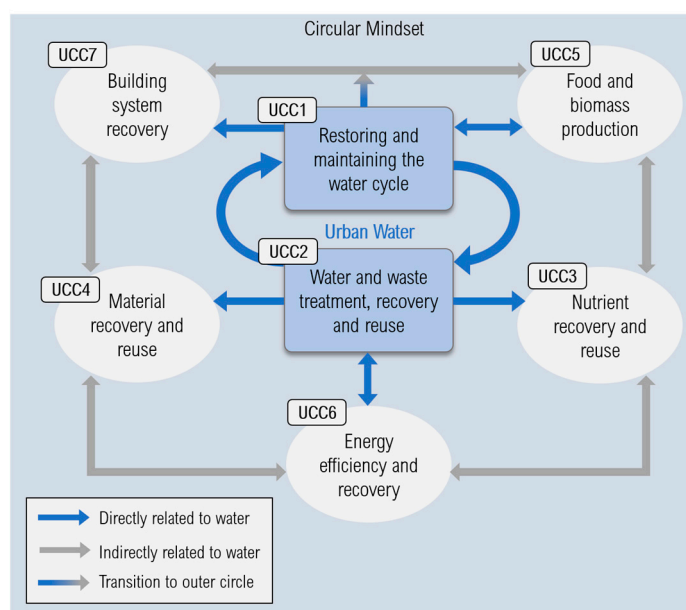 Circular Mindset
UCC7
Building
system
recovery
UCC5
Food and
biomass
production
UCC1
Restoring and
maintaining the
water cycle
Urban Water
UCC2
Water and waste
treatment, recovery
and reuse
UCC4
Material
recovery and
reuse
UCC3
Nutrient
recovery and
reuse
UCC6
Energy
efficiency and
recovery
Directly related to water
Indirectly related to water
Transition to outer circle